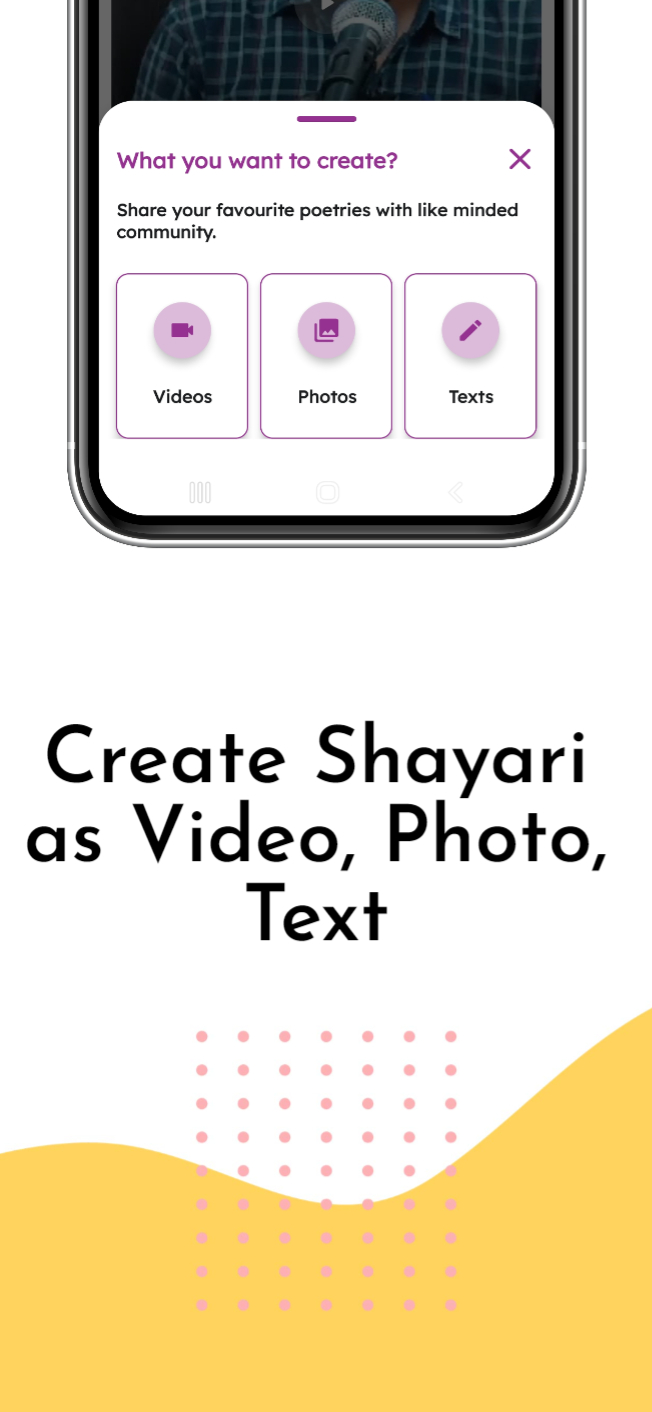 What you want to create?
Share your favourite poetries with like minded
community.
Videos
Photos
Texts
Create Shayari
as Video, Photo,
Text